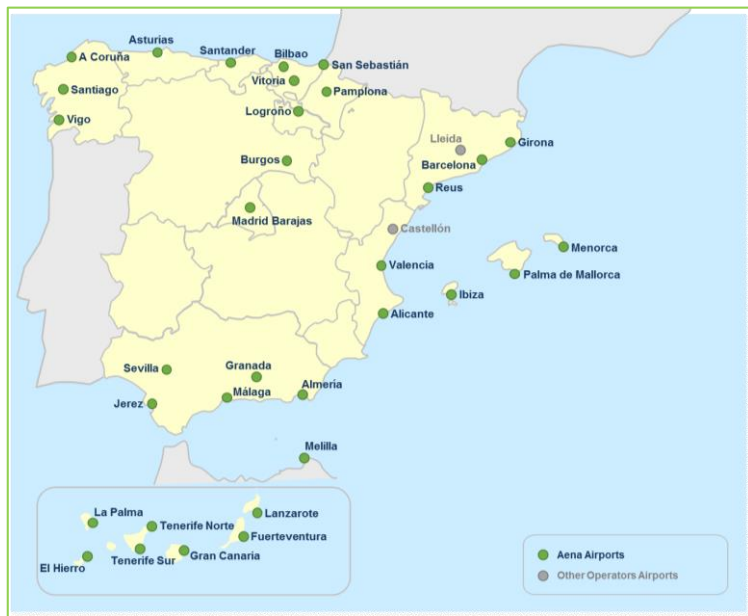 Asturias
Santander
Bilbao
A Coruña
San Sebastián
Vitoria
Santiago
Pamplona
Logroño
Vigo
Lleida
Girona
Burgos
Barcelona
Reus
Madrid Barajas
Castellón
Menorca
Valencia
Palma de Mallorca
Ibiza
Alicante
Sevilla
Granada
Almería
Málaga
Jerez
Melilla
La Palma
Lanzarote
Tenerife Norte
Fuerteventura
El Hierro
Tenerife Sur
Gran Canaria
Aena Airports
Other Operators Airports